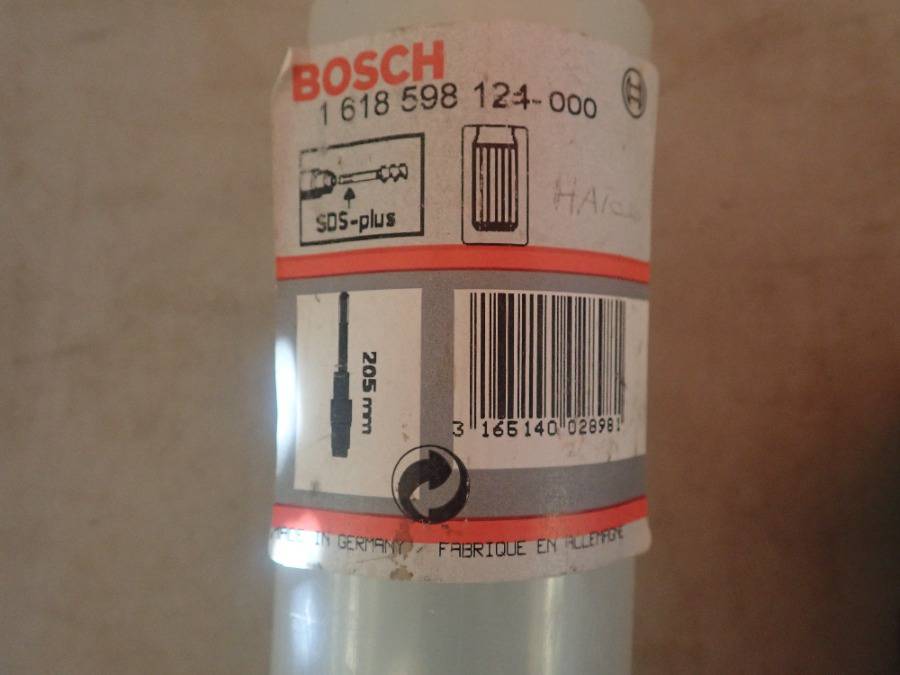 BOSCH
1 618 598 124-000
SDS-plus
205 mm
3 165140 028981
MADE IN GERMANY / FABRIQUE EN ALLEMAGNE